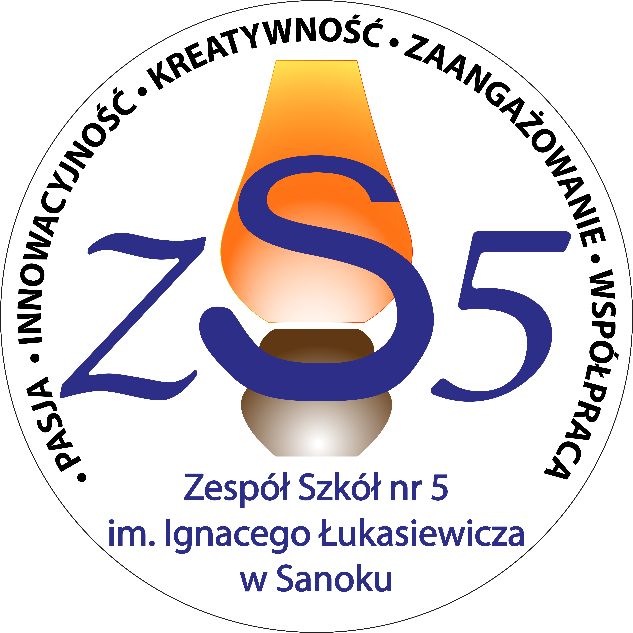 • PASJA • INNOWACYJNOŚĆ • KREATYWNOŚĆ • ZAANGAŻOWANIE • WSPÓŁPRACA
ZS5
Zespół Szkół nr 5
im. Ignacego Łukasiewicza
w Sanoku